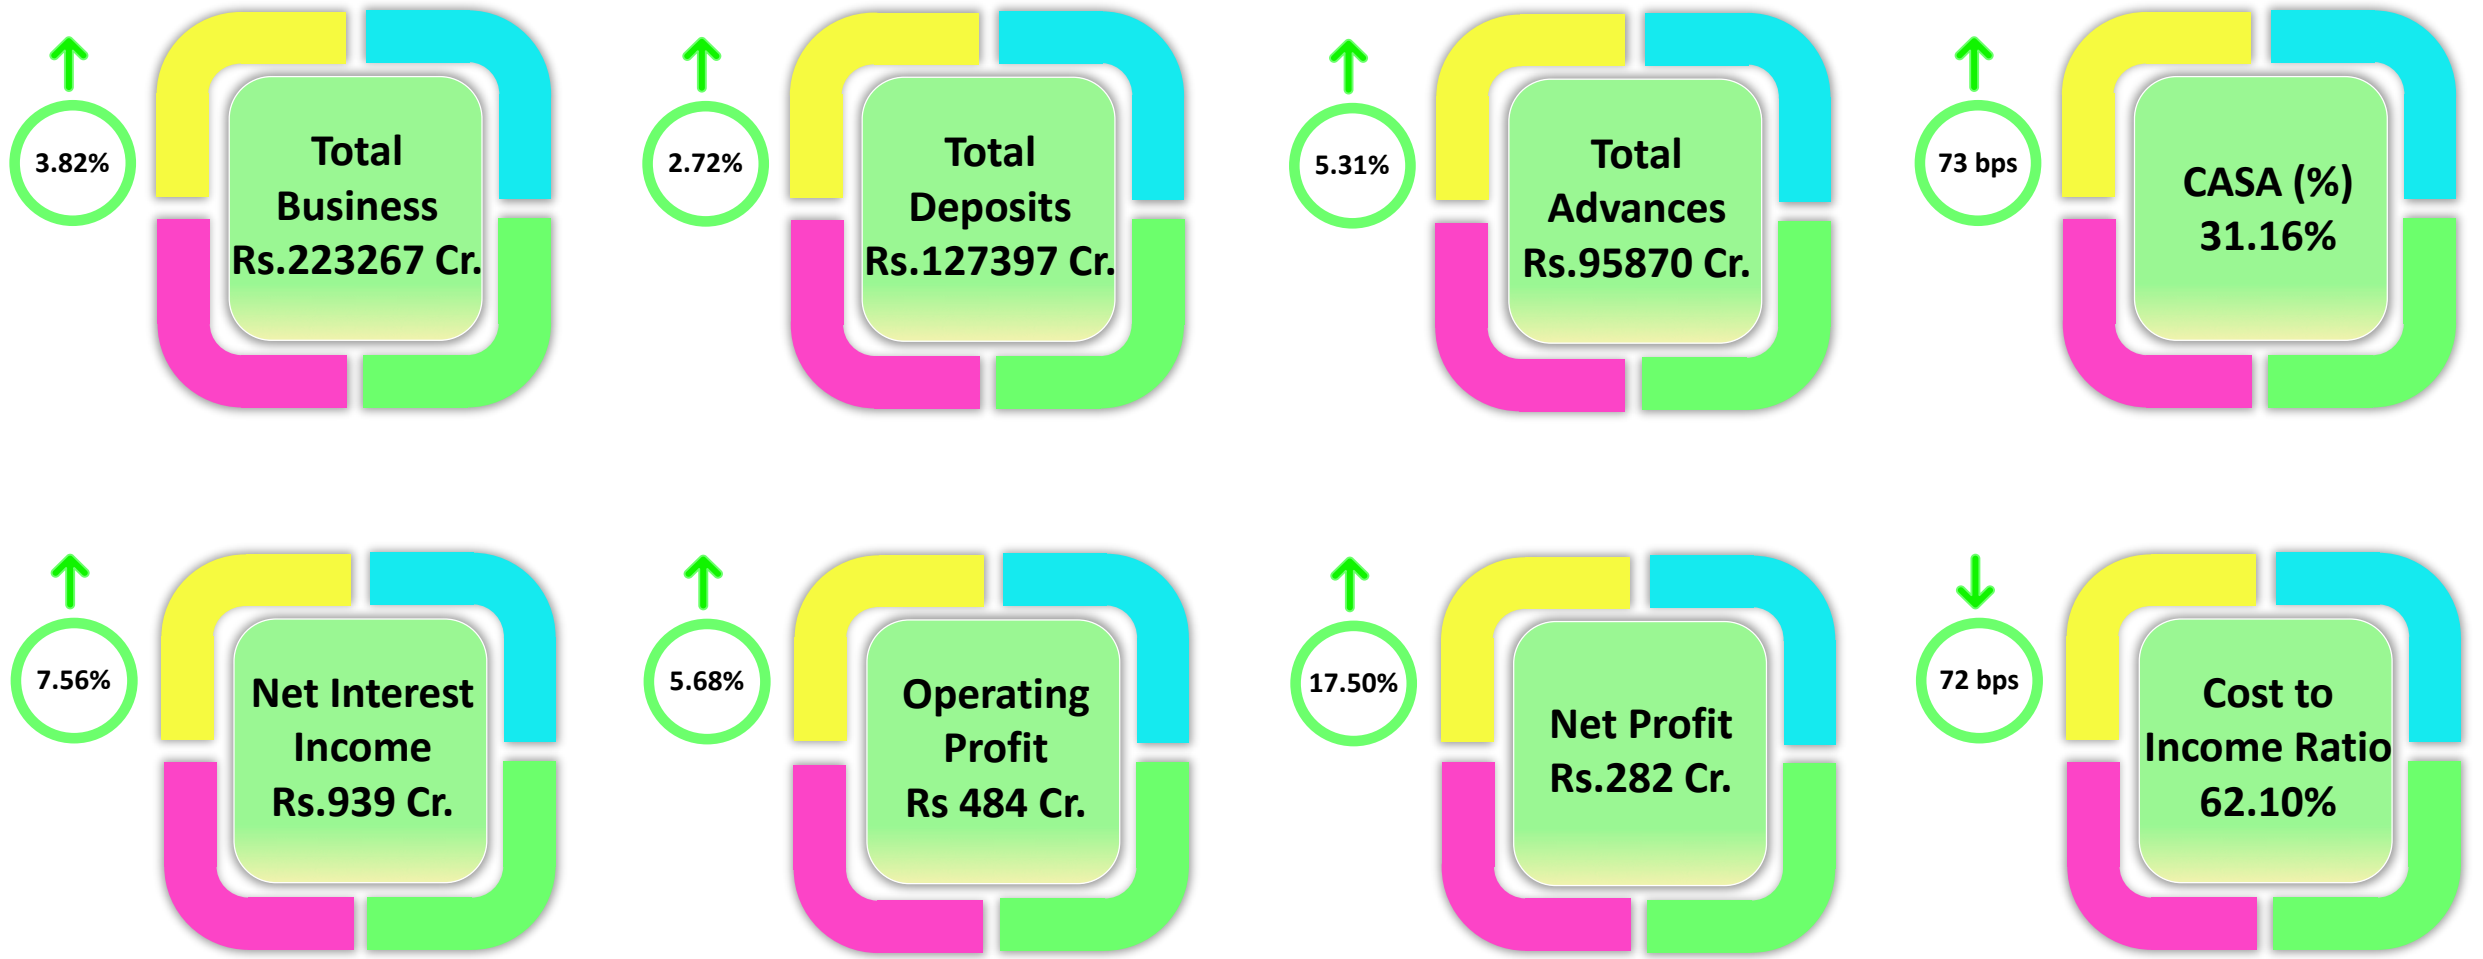 3.82%
Total
Business
Rs.223267 Cr.
2.72%
Total
Deposits
Rs.127397 Cr.
5.31%
Total
Advances
Rs.95870 Cr.
73 bps
CASA (%)
31.16%
7.56%
Net Interest
Income
Rs.939 Cr.
5.68%
Operating
Profit
Rs 484 Cr.
17.50%
Net Profit
Rs.282 Cr.
72 bps
Cost to
Income Ratio
62.10%